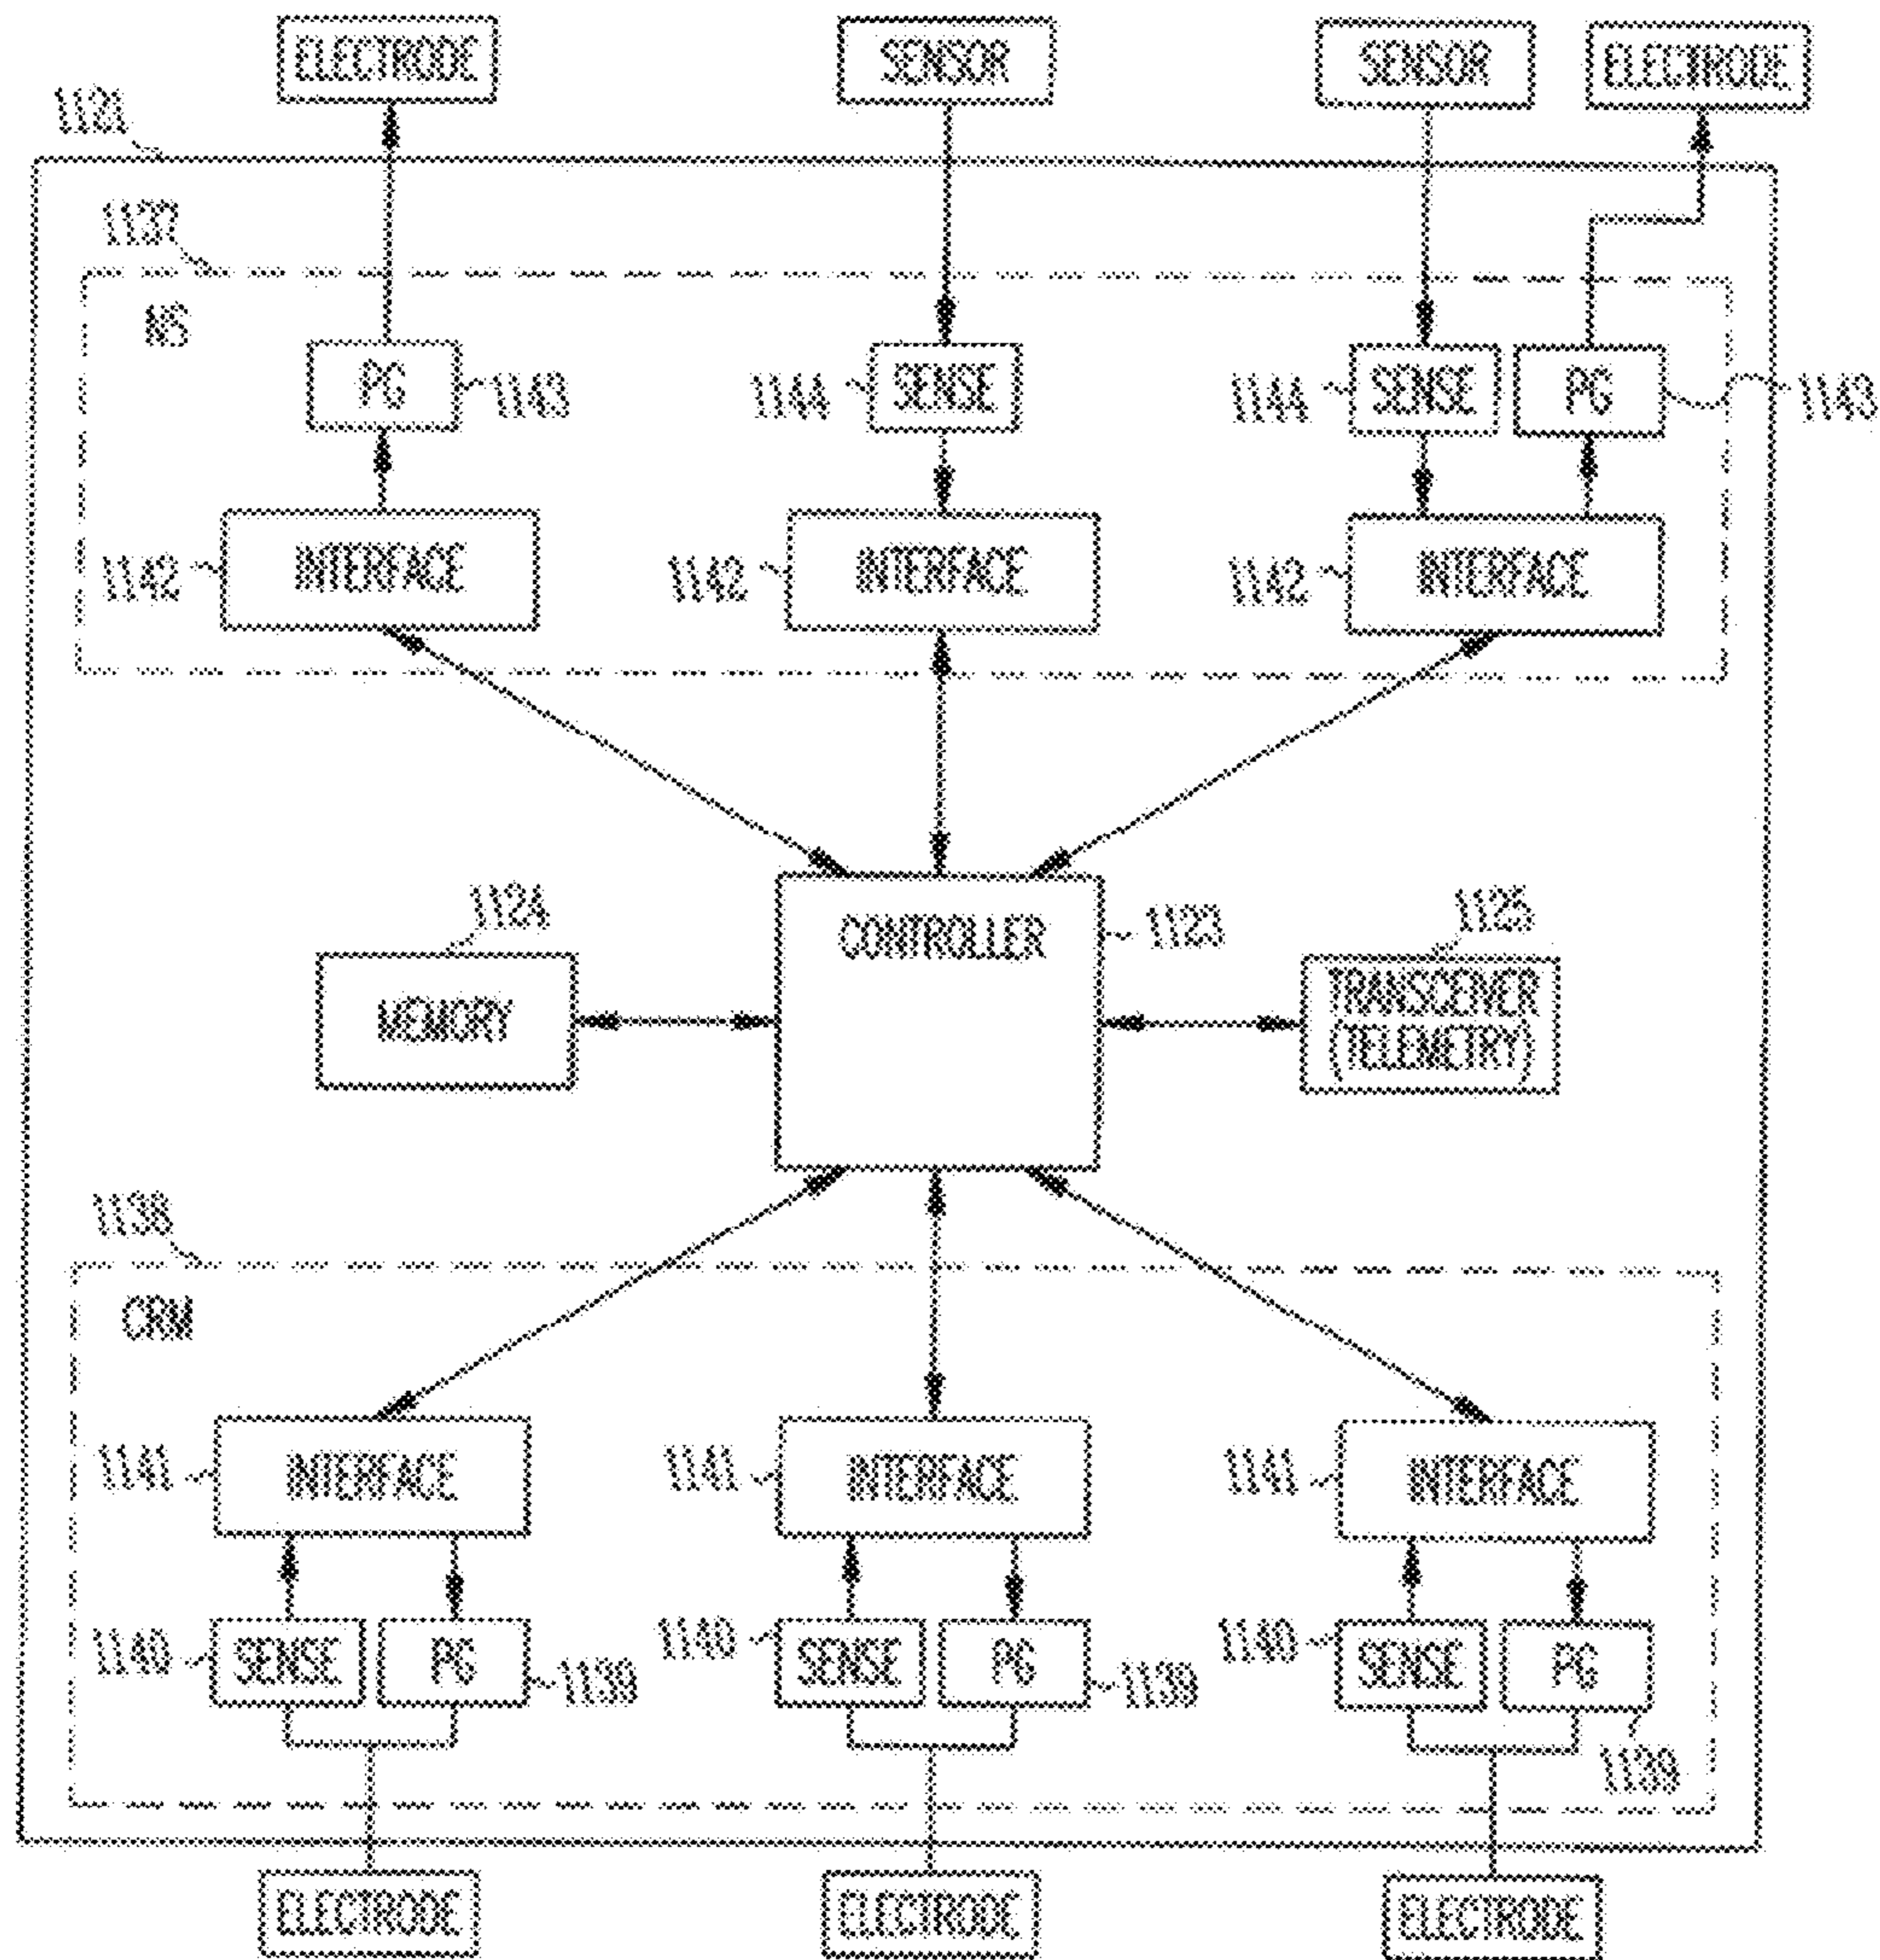 ELECTRODE
SENSOR
SENSOR
ELECTRODE
1121
1137
NS
PG
1143
1144
SENSE
1144
SENSE
PG
1143
1142
INTERFACE
1142
INTERFACE
1142
INTERFACE
1124
MEMORY
CONTROLLER
1123
1125
TRANSCEIVER
(TELEMETRY)
1138
CRM
1141
INTERFACE
1141
INTERFACE
1141
INTERFACE
1140
SENSE
PG
1139
1140
SENSE
PG
1139
1140
SENSE
PG
1139
ELECTRODE
ELECTRODE
ELECTRODE